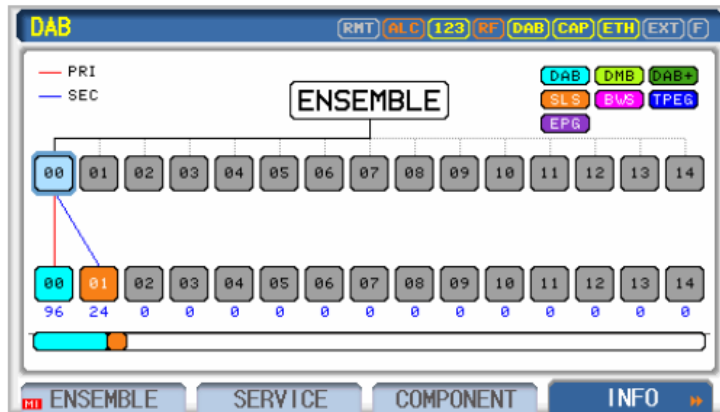 DAB RMT ALC 123 RF DAB CAP ETH EXT F
PRI
SEC
ENSEMBLE
DAB DMB DAB+
SLS BWS TPEG
EPG
00 01 02 03 04 05 06 07 08 09 10 11 12 13 14
00 01 02 03 04 05 06 07 08 09 10 11 12 13 14
96 24 0 0 0 0 0 0 0 0 0 0 0 0 0
MI ENSEMBLE SERVICE COMPONENT INFO